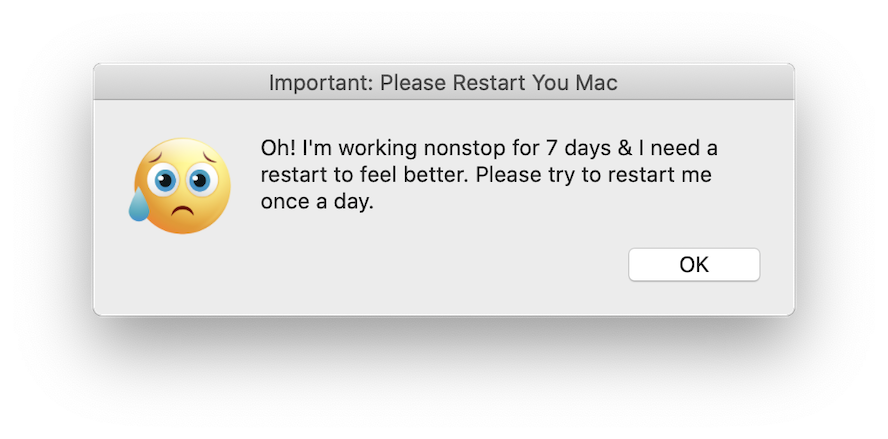 Important: Please Restart You Mac
Oh! I'm working nonstop for 7 days & I need a
restart to feel better. Please try to restart me
once a day.
OK